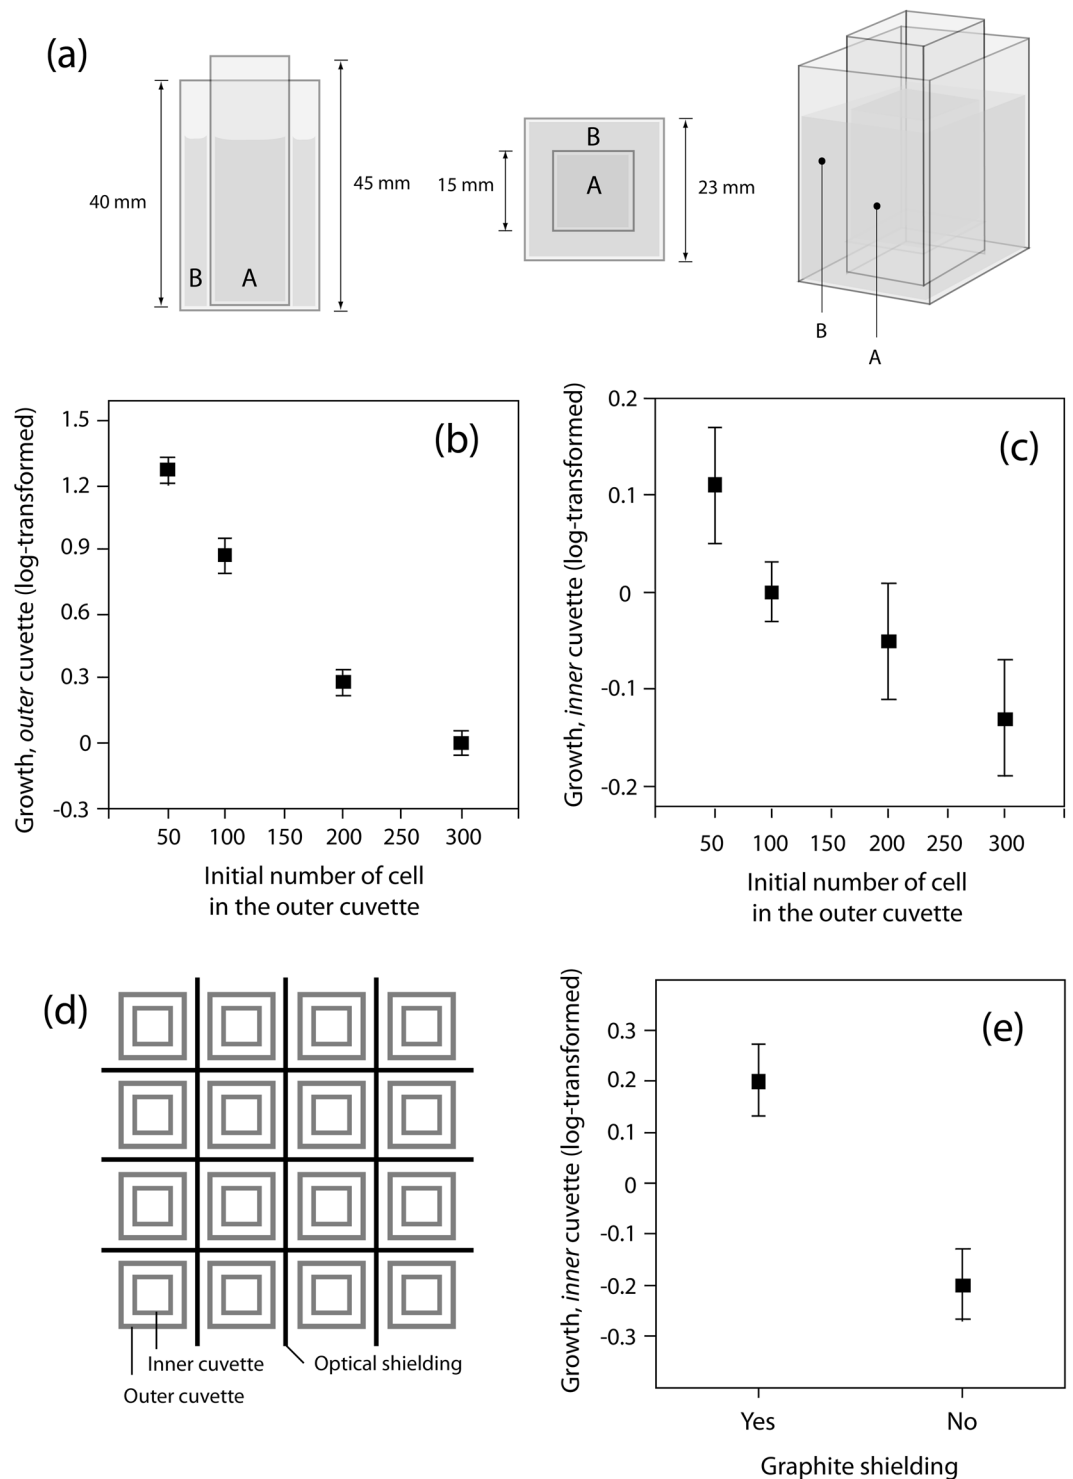 (a)
40 mm
B
A
45 mm
15 mm
B
A
23 mm
B
A
Growth, outer cuvette (log-transformed)
1.5
1.2
0.9
0.6
0.3
0
-0.3
(b)
50 100 150 200 250 300
Initial number of cell
in the outer cuvette
Growth, inner cuvette (log-transformed)
0.2
0.1
0
-0.1
-0.2
(c)
50 100 150 200 250 300
Initial number of cell
in the outer cuvette
(d)
Inner cuvette
Outer cuvette
Optical shielding
Growth, inner cuvette (log-transformed)
0.3
0.2
0.1
0
-0.1
-0.2
-0.3
(e)
Yes No
Graphite shielding